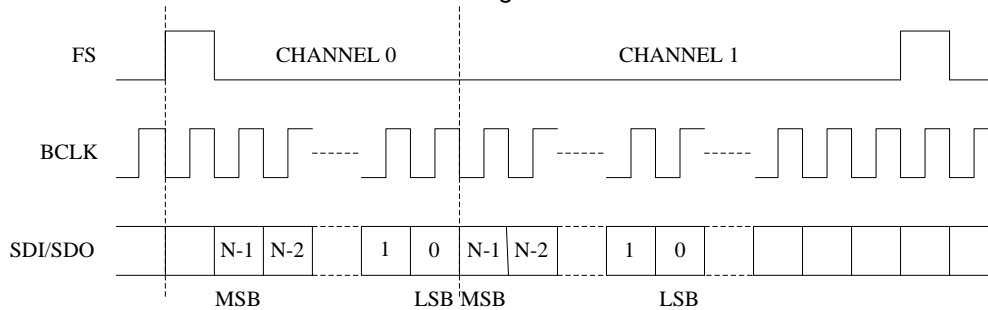 FS CHANNEL 0 CHANNEL 1
BCLK
SDI/SDO N-1 N-2 1 0 N-1 N-2 1 0
MSB LSB MSB LSB